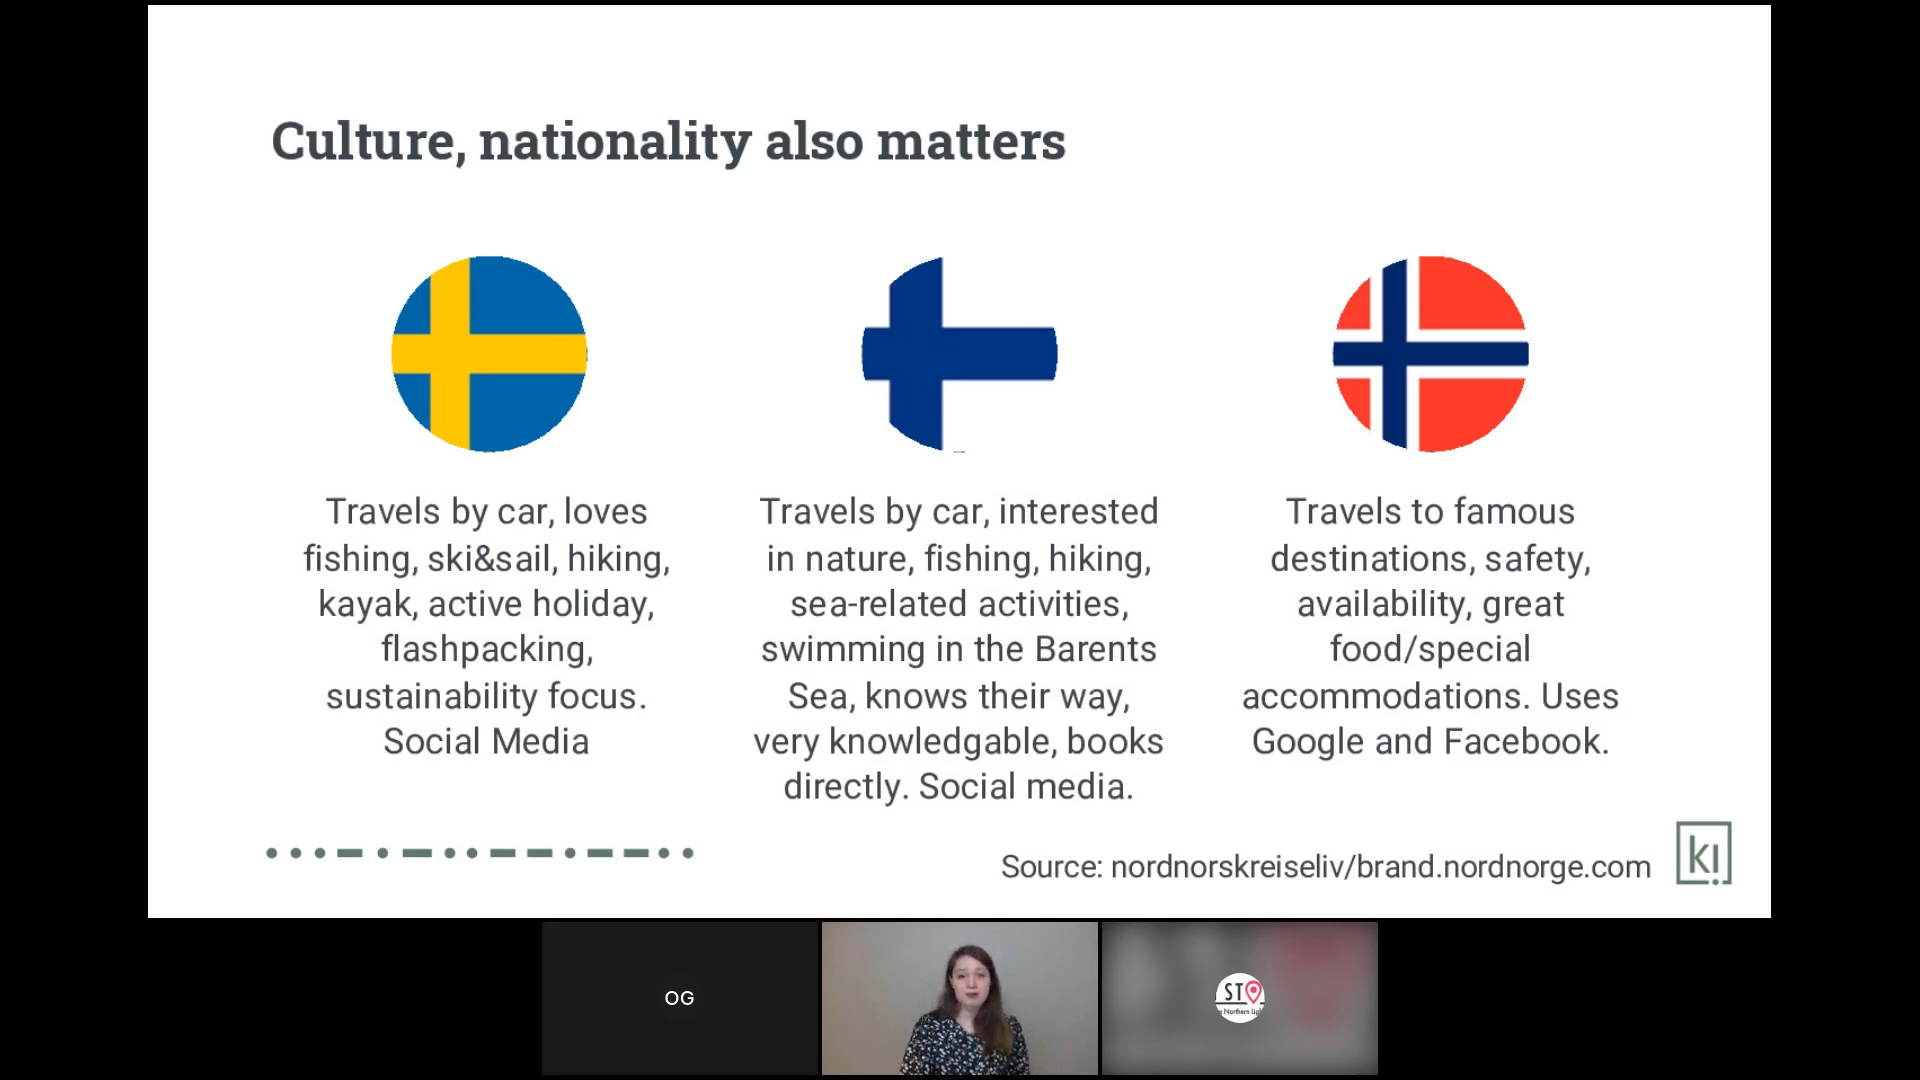 Culture, nationality also matters
Travels by car, loves
fishing, ski&sail, hiking,
kayak, active holiday,
flashpacking,
sustainability focus.
Social Media
Travels by car, interested
in nature, fishing, hiking,
sea-related activities,
swimming in the Barents
Sea, knows their way,
very knowledgable, books
directly. Social media.
Travels to famous
destinations, safety,
availability, great
food/special
accommodations. Uses
Google and Facebook.
Source: nordnorskreiseliv/brand.nordnorge.com
ki
OG
ST
Northern